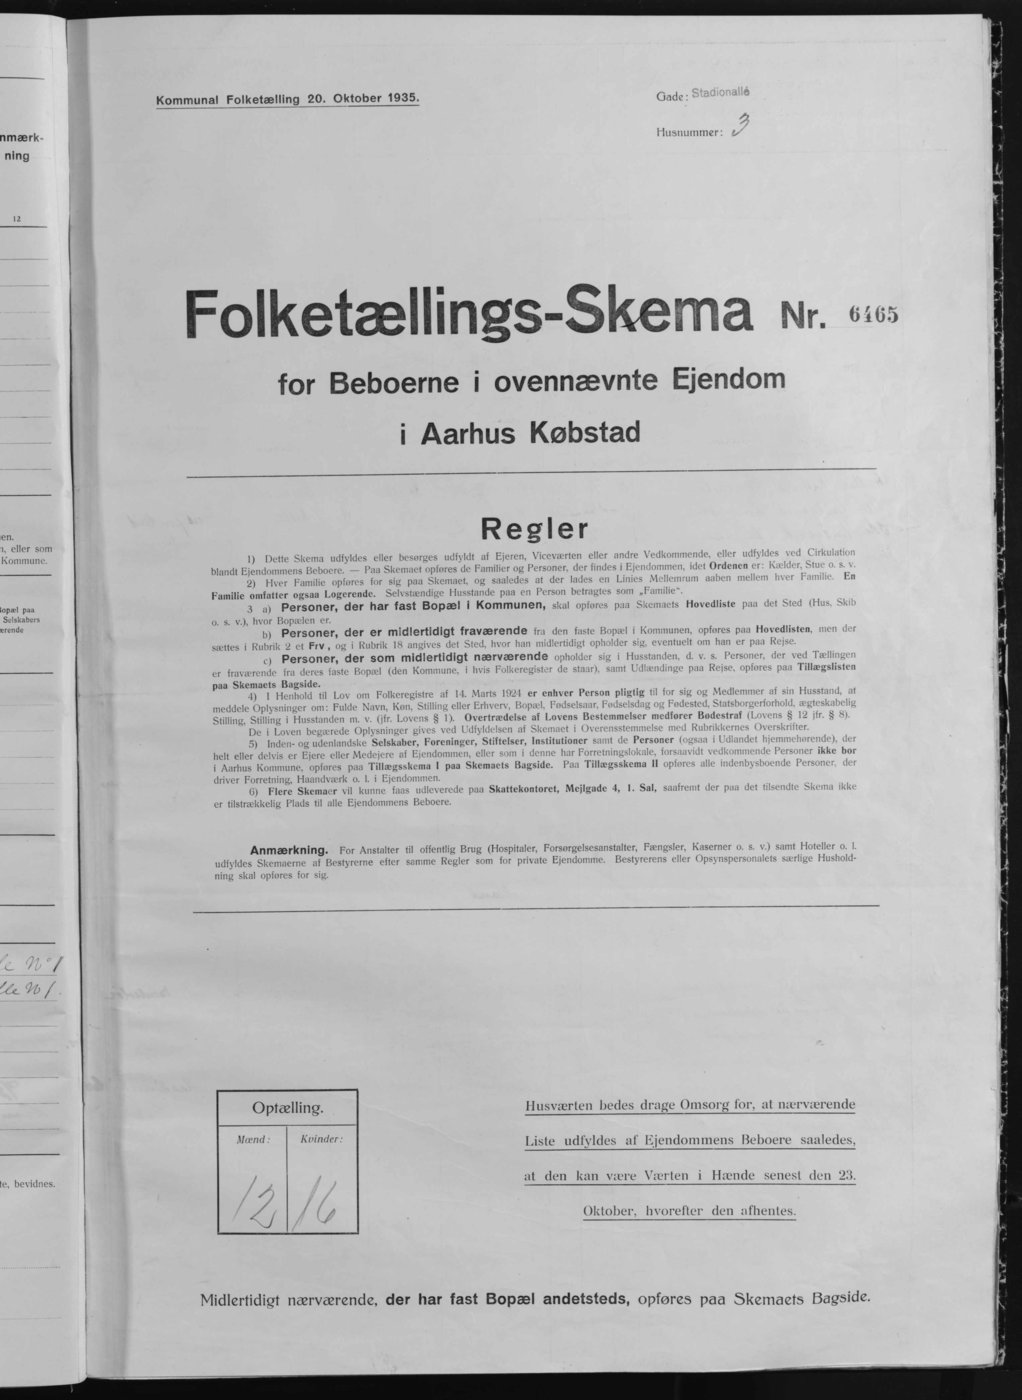 Kommunal Folketælling 20. Oktober 1935.
Gade: Stadionallé
Husnummer: 3
nmærk-
ning
12
Folketællings-Skema Nr. 6465
for Beboerne i ovennævnte Ejendom
i Aarhus Købstad
Regler
1) Dette Skema udfyldes eller besørges udfyldt af Ejeren, Viceværten eller andre Vedkommende, eller udfyldes ved Cirkulation
blandt Ejendommens Beboere. — Paa Skemaet opføres de Familier og Personer, der findes i Ejendommen, idet Ordenen er: Kælder, Stue o. s. v.
2) Hver Familie opføres for sig paa Skemaet, og saaledes at der lades en Linies Mellemrum aaben mellem hver Familie. En
Familie omfatter ogsaa Logerende. Selvstændige Husstande paa en Person betragtes som „Familie“.
3 a) Personer, der har fast Bopæl i Kommunen, skal opføres paa Skemaets Hovedliste paa det Sted (Hus, Skib
o. s. v.), hvor Bopælen er.
b) Personer, der er midlertidigt fraværende fra den faste Bopæl i Kommunen, opføres paa Hovedlisten, men der
sættes i Rubrik 2 et Frv, og i Rubrik 18 angives det Sted, hvor han midlertidigt opholder sig, eventuelt om han er paa Rejse.
c) Personer, der som midlertidigt nærværende opholder sig i Husstanden, d. v. s. Personer, der ved Tællingen
er fraværende fra deres faste Bopæl (den Kommune, i hvis Folkeregister de staar), samt Udlændinge paa Rejse, opføres paa Tillægslisten
paa Skemaets Bagside.
4) I Henhold til Lov om Folkeregistre af 14. Marts 1924 er enhver Person pligtig til for sig og Medlemmer af sin Husstand, at
meddele Oplysninger om: Fulde Navn, Køn, Stilling eller Erhverv, Bopæl, Fødselsaar, Fødselsdag og Fødested, Statsborgerforhold, ægteskabelig
Stilling, Stilling i Husstanden m. v. (jfr. Lovens § 1). Overtrædelse af Lovens Bestemmelser medfører Bødestraf (Lovens § 12 jfr. § 8).
De i Loven begærede Oplysninger gives ved Udfyldelsen af Skemaet i Overensstemmelse med Rubrikkernes Overskrifter.
5) Inden- og udenlandske Selskaber, Foreninger, Stiftelser, Institutioner samt de Personer (ogsaa i Udlandet hjemmehørende), der
helt eller delvis er Ejere eller Medejere af Ejendommen, eller som i denne har Forretningslokale, forsaavidt vedkommende Personer ikke bor
i Aarhus Kommune, opføres paa Tillægsskema I paa Skemaets Bagside. Paa Tillægsskema II opføres alle indenbysboende Personer, der
driver Forretning, Haandværk o. l. i Ejendommen.
6) Flere Skemaer vil kunne faas udleverede paa Skattekontoret, Mejlgade 4, 1. Sal, saafremt der paa det tilsendte Skema ikke
er tilstrækkelig Plads til alle Ejendommens Beboere.
Anmærkning. For Anstalter til offentlig Brug (Hospitaler, Forsørgelsesanstalter, Fængsler, Kaserner o. s. v.) samt Hoteller o. l.
udfyldes Skemaerne af Bestyrerne efter samme Regler som for private Ejendomme. Bestyrerens eller Opsynspersonalets særlige Hushold-
ning skal opføres for sig.
en.
n, eller som
Kommune.
Bopæl paa
Selskabers
ærende
le No 1
lle No 1.
te, bevidnes.
Optælling.
Mænd: Kvinder:
12 16
Husværten bedes drage Omsorg for, at nærværende
Liste udfyldes af Ejendommens Beboere saaledes,
at den kan være Værten i Hænde senest den 23.
Oktober, hvorefter den afhentes.
Midlertidigt nærværende, der har fast Bopæl andetsteds, opføres paa Skemaets Bagside.